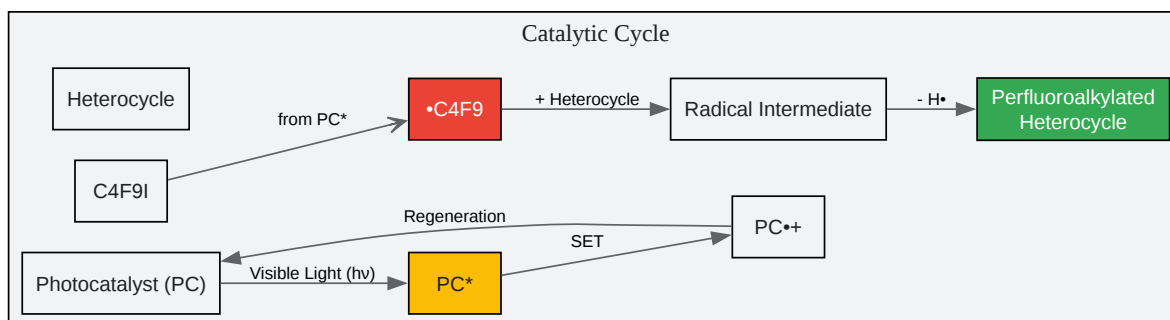 Catalytic Cycle
Heterocycle
•C4F9
+ Heterocycle
Radical Intermediate
- H•
Perfluoroalkylated
Heterocycle
from PC*
C4F9I
Regeneration
PC•+
SET
Photocatalyst (PC)
Visible Light (hν)
PC*